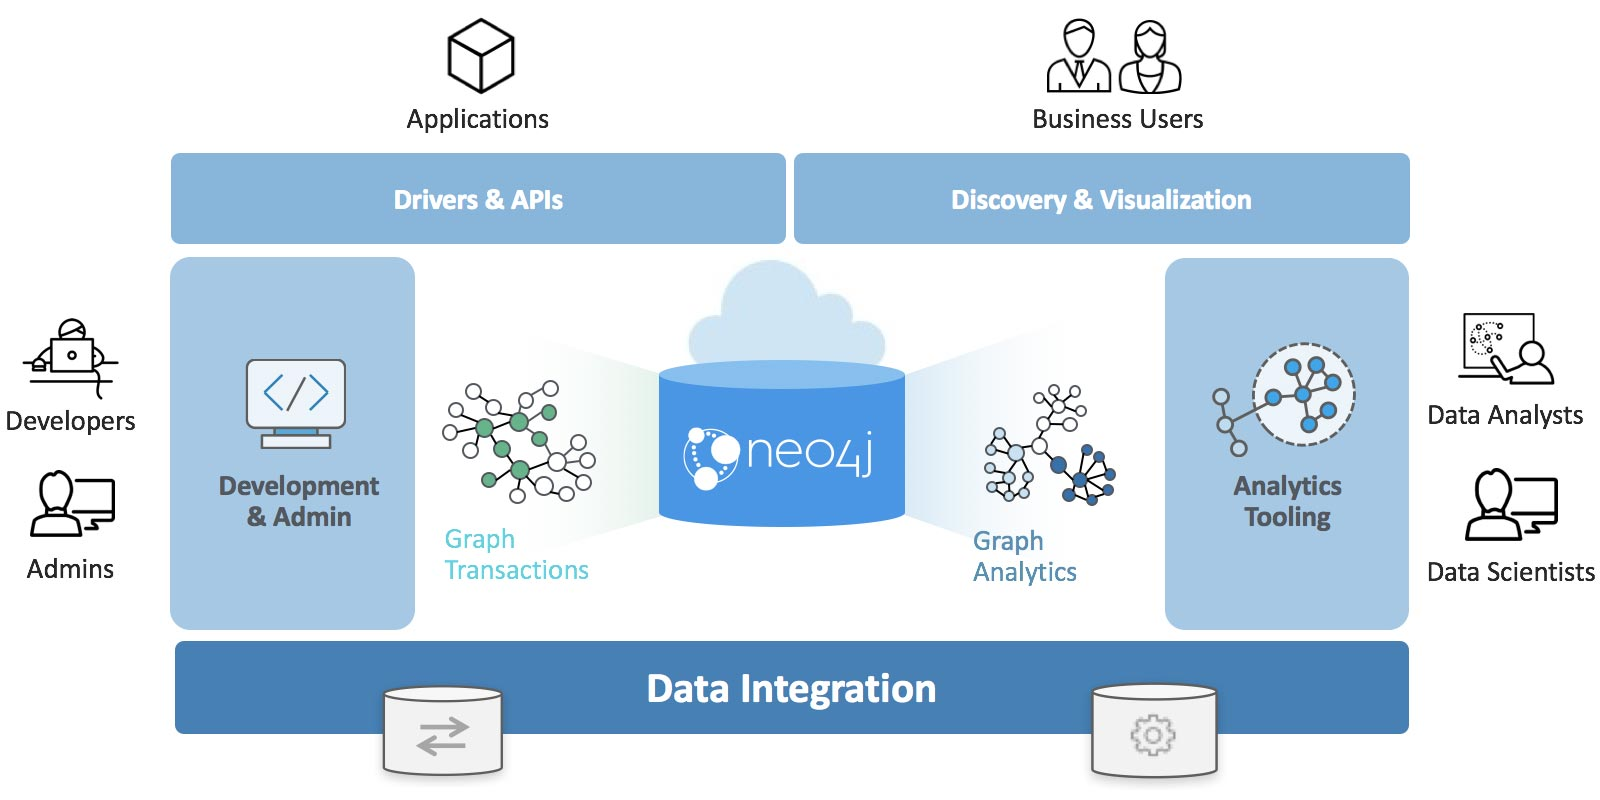 Applications
Business Users
Drivers & APIs
Discovery & Visualization
Developers
Admins
</>
Development
& Admin
Graph
Transactions
neo4j
Graph
Analytics
Analytics
Tooling
Data Analysts
Data Scientists
Data Integration